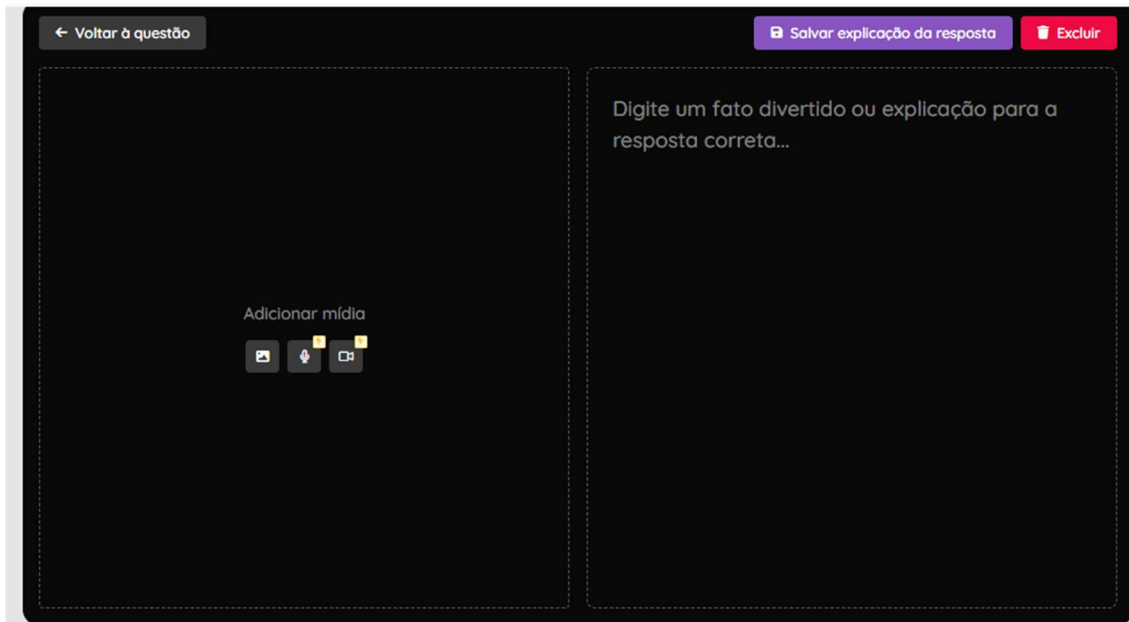 Voltar à questão
Salvar explicação da resposta
Excluir
Adicionar mídia
Digite um fato divertido ou explicação para a
resposta correta...